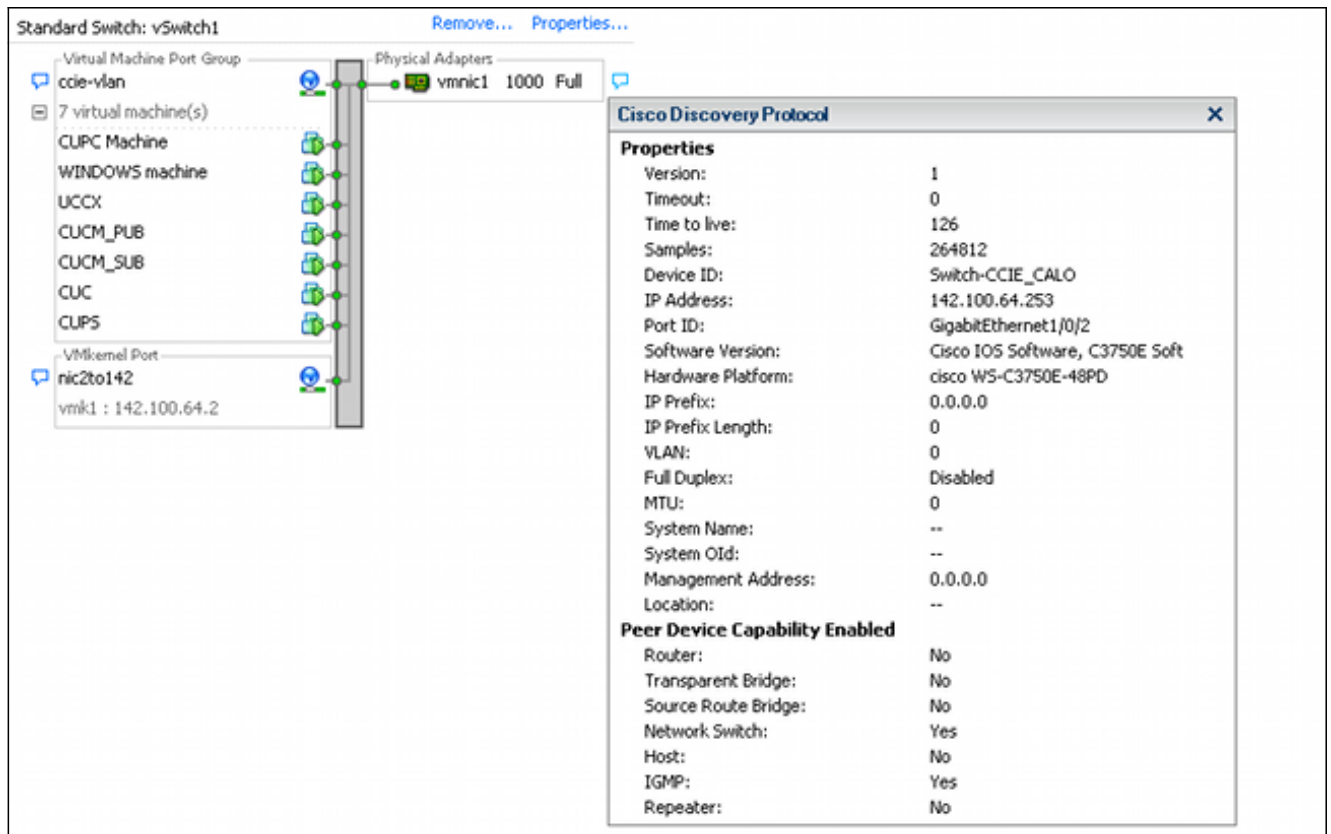 Standard Switch: vSwitch1 Remove... Properties...
Virtual Machine Port Group
ccie-vlan
7 virtual machine(s)
CUPC Machine
WINDOWS machine
UCCX
CUCM_PUB
CUCM_SUB
CUC
CUPS
VMkernel Port
nic2to142
vmk1 : 142.100.64.2
Physical Adapters
vmnic1 1000 Full
Cisco Discovery Protocol
Properties
Version: 1
Timeout: 0
Time to live: 126
Samples: 264812
Device ID: Switch-CCIE_CALO
IP Address: 142.100.64.253
Port ID: GigabitEthernet1/0/2
Software Version: Cisco IOS Software, C3750E Soft
Hardware Platform: cisco WS-C3750E-48PD
IP Prefix: 0.0.0.0
IP Prefix Length: 0
VLAN: 0
Full Duplex: Disabled
MTU: 0
System Name: --
System OId: --
Management Address: 0.0.0.0
Location: --
Peer Device Capability Enabled
Router: No
Transparent Bridge: No
Source Route Bridge: No
Network Switch: Yes
Host: No
IGMP: Yes
Repeater: No